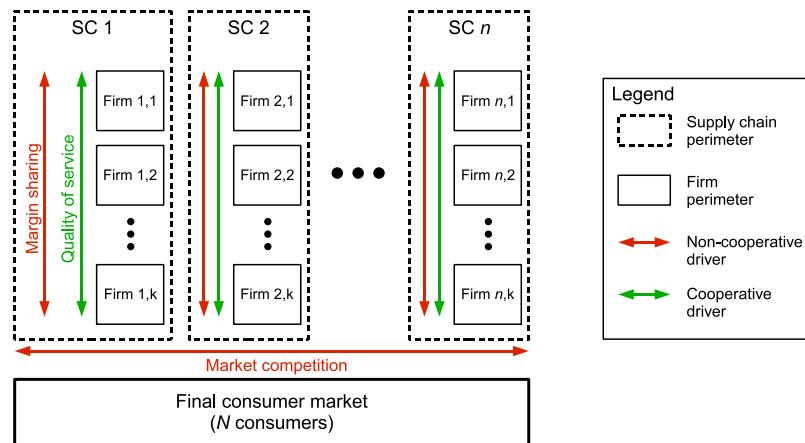 SC 1
SC 2
SC n
Margin sharing
Quality of service
Firm 1,1
Firm 1,2
Firm 1,k
Firm 2,1
Firm 2,2
Firm 2,k
Firm n,1
Firm n,2
Firm n,k
Market competition
Final consumer market
(N consumers)
Legend
Supply chain
perimeter
Firm
perimeter
Non-cooperative
driver
Cooperative
driver